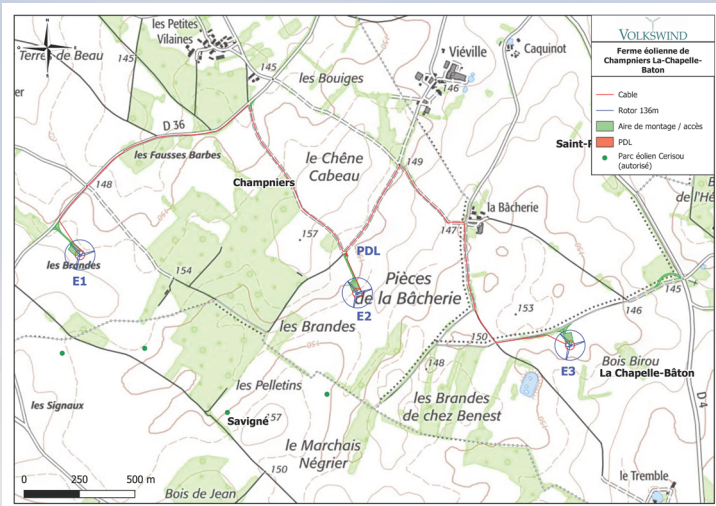 VOLKSWIND
Ferme éolienne de
Champniers La-Chapelle-
Baton
Cable
Rotor 136m
Aire de montage / accès
PDL
Parc éolien Cerisou
(autorisé)
les Petites
Vilaines
Terres de Beau
145
145
les Bouiges
Viéville
Caquinot
146
er
D 36
les Fausses Barbes
le Chêne
Cabeau
149
Saint-
Champniers
148
la Bâcherie
de l'Hé
147
157
PDL
154
les Brandes
E1
Pièces
de la Bâcherie
E2
153
145
146
les Brandes
150
150
148
Bois Birou
E3
La Chapelle-Bâton
les Pelletins
les Signaux
les Brandes
de chez Benest
D 4
Savigné
157
le Marchais
Négrier
150
le Tremble
0 250 500 m
Bois de Jean